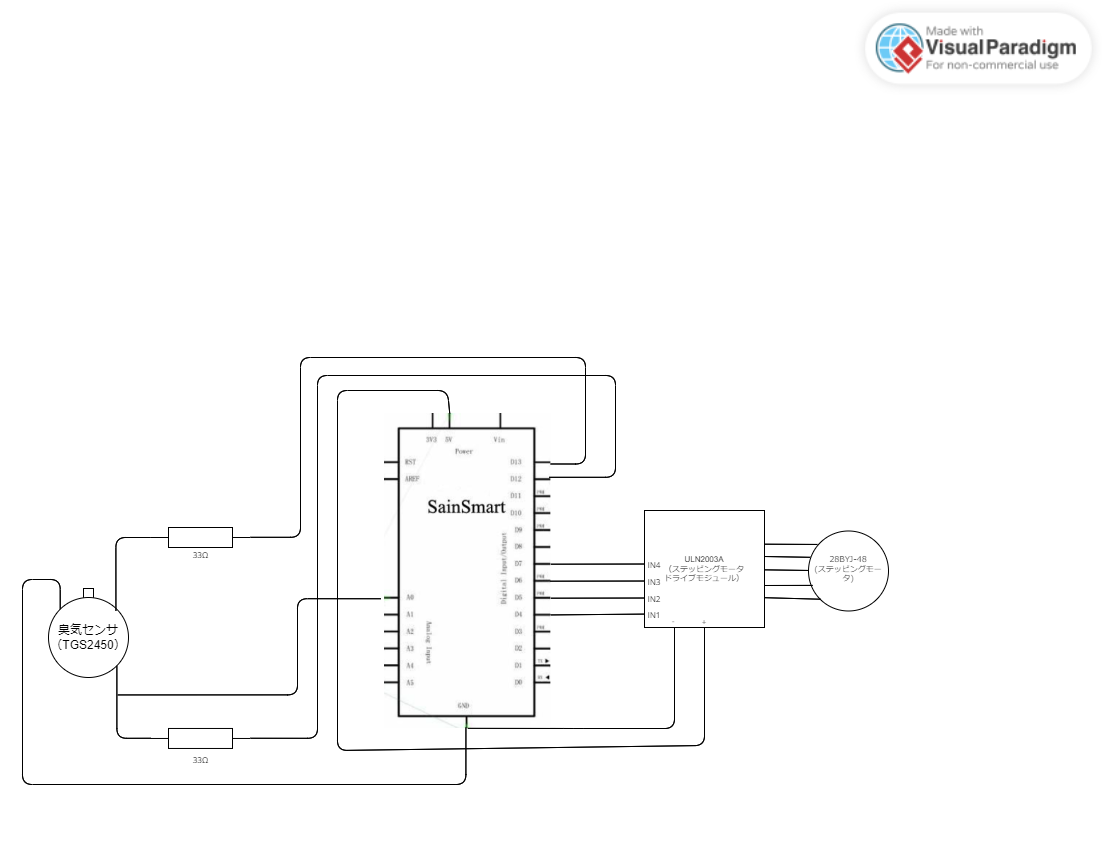 Made with
Visual Paradigm
For non-commercial use
3V3 5V Vin
Power
RST
AREF
D13
D12
D11
D10
D9
D8
D7
D6
D5
D4
D3
D2
D1
D0
SainSmart
Digital Input/Output
A0
A1
A2
A3
A4
A5
Analog Input
GND
33Ω
臭気センサ
(TGS2450)
33Ω
ULN2003A
(ステッピングモータ
ドライブモジュール)
IN4
IN3
IN2
IN1
- +
28BYJ-48
(ステッピングモー
タ)